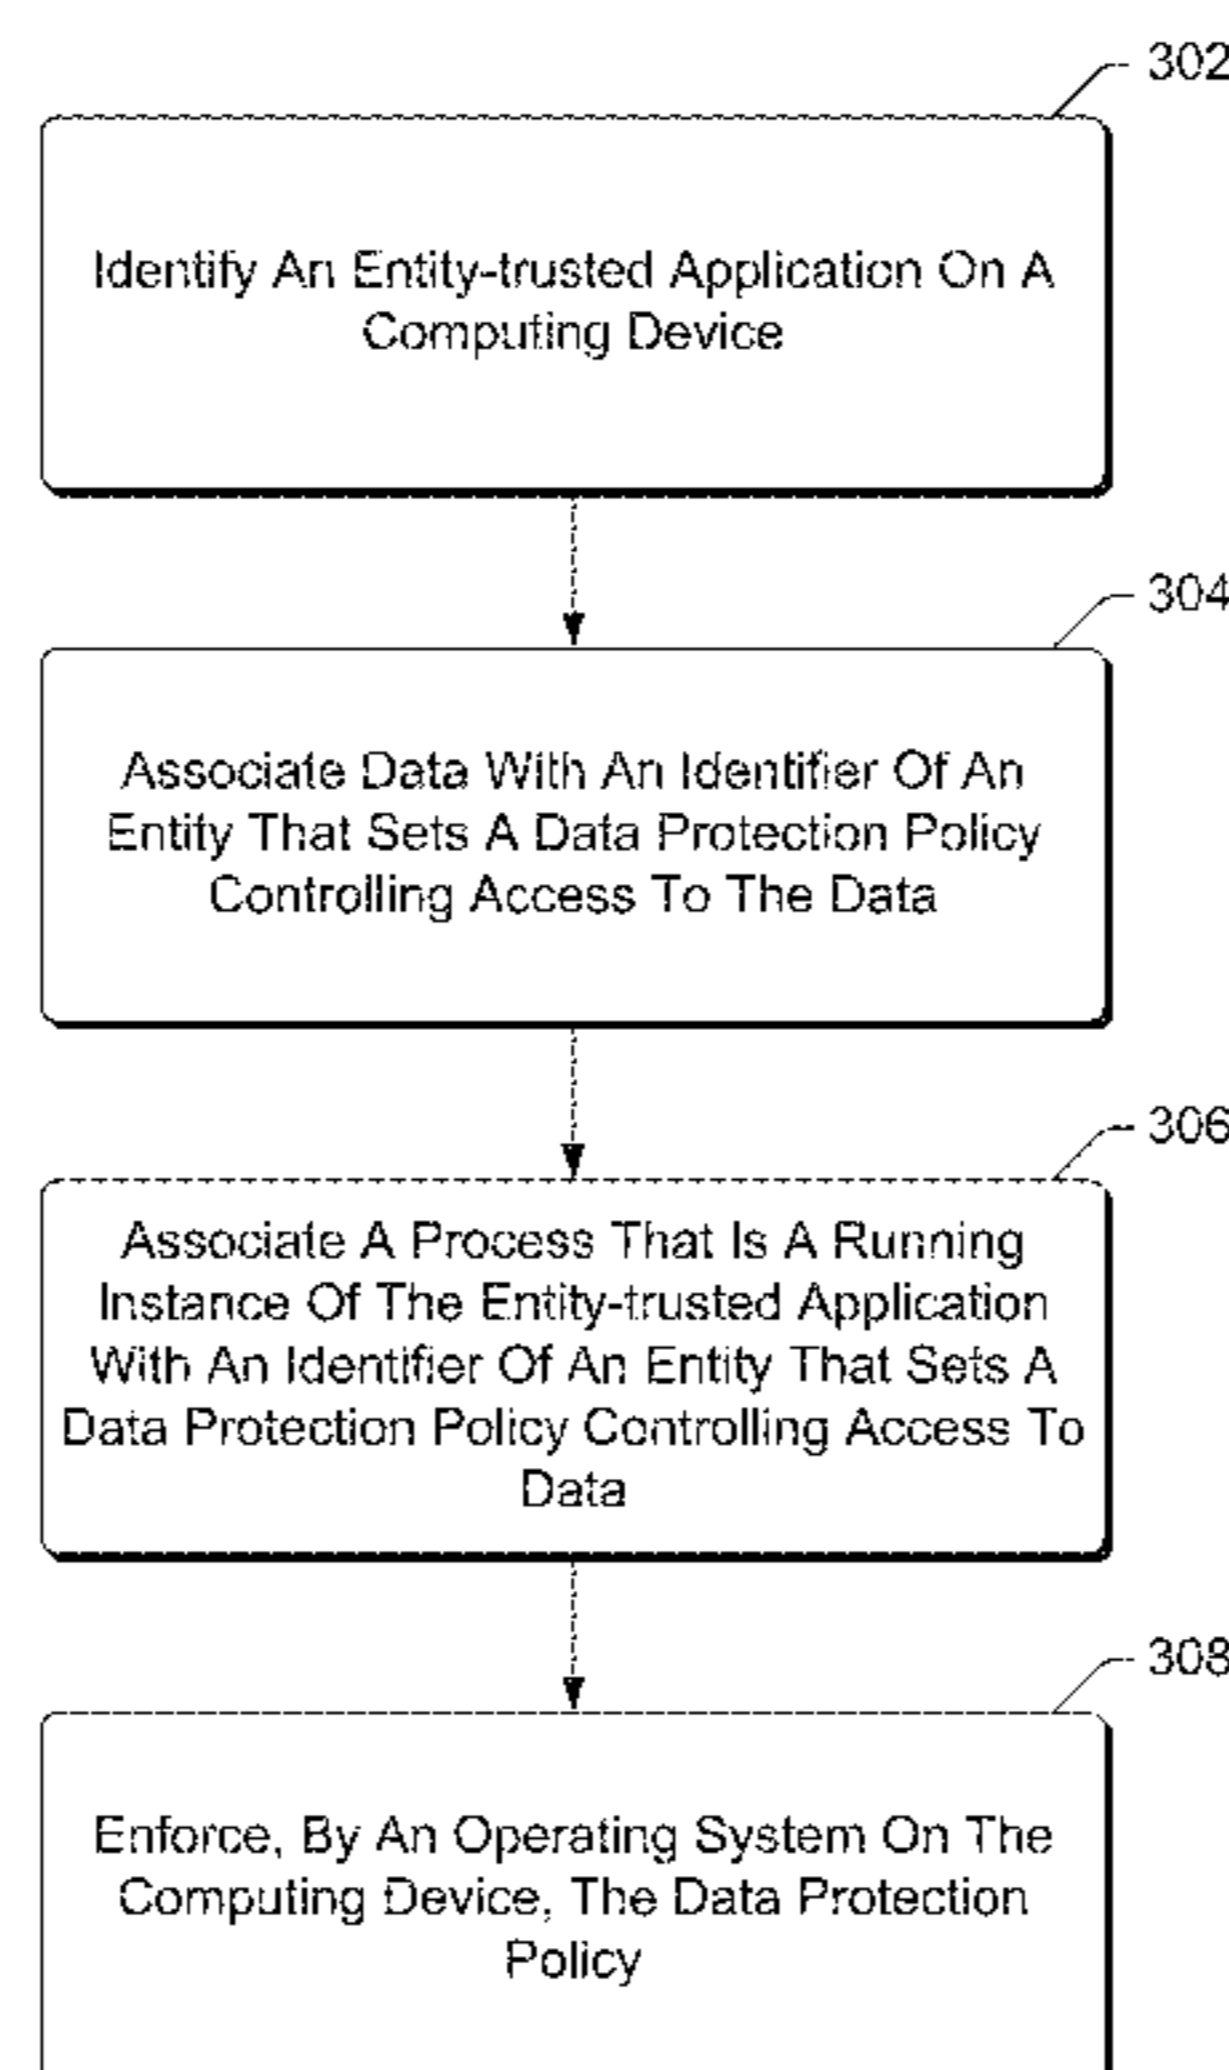 302
Identify An Entity-trusted Application On A
Computing Device
304
Associate Data With An Identifier Of An
Entity That Sets A Data Protection Policy
Controlling Access To The Data
306
Associate A Process That Is A Running
Instance Of The Entity-trusted Application
With An Identifier Of An Entity That Sets A
Data Protection Policy Controlling Access To
Data
308
Enforce, By An Operating System On The
Computing Device, The Data Protection
Policy